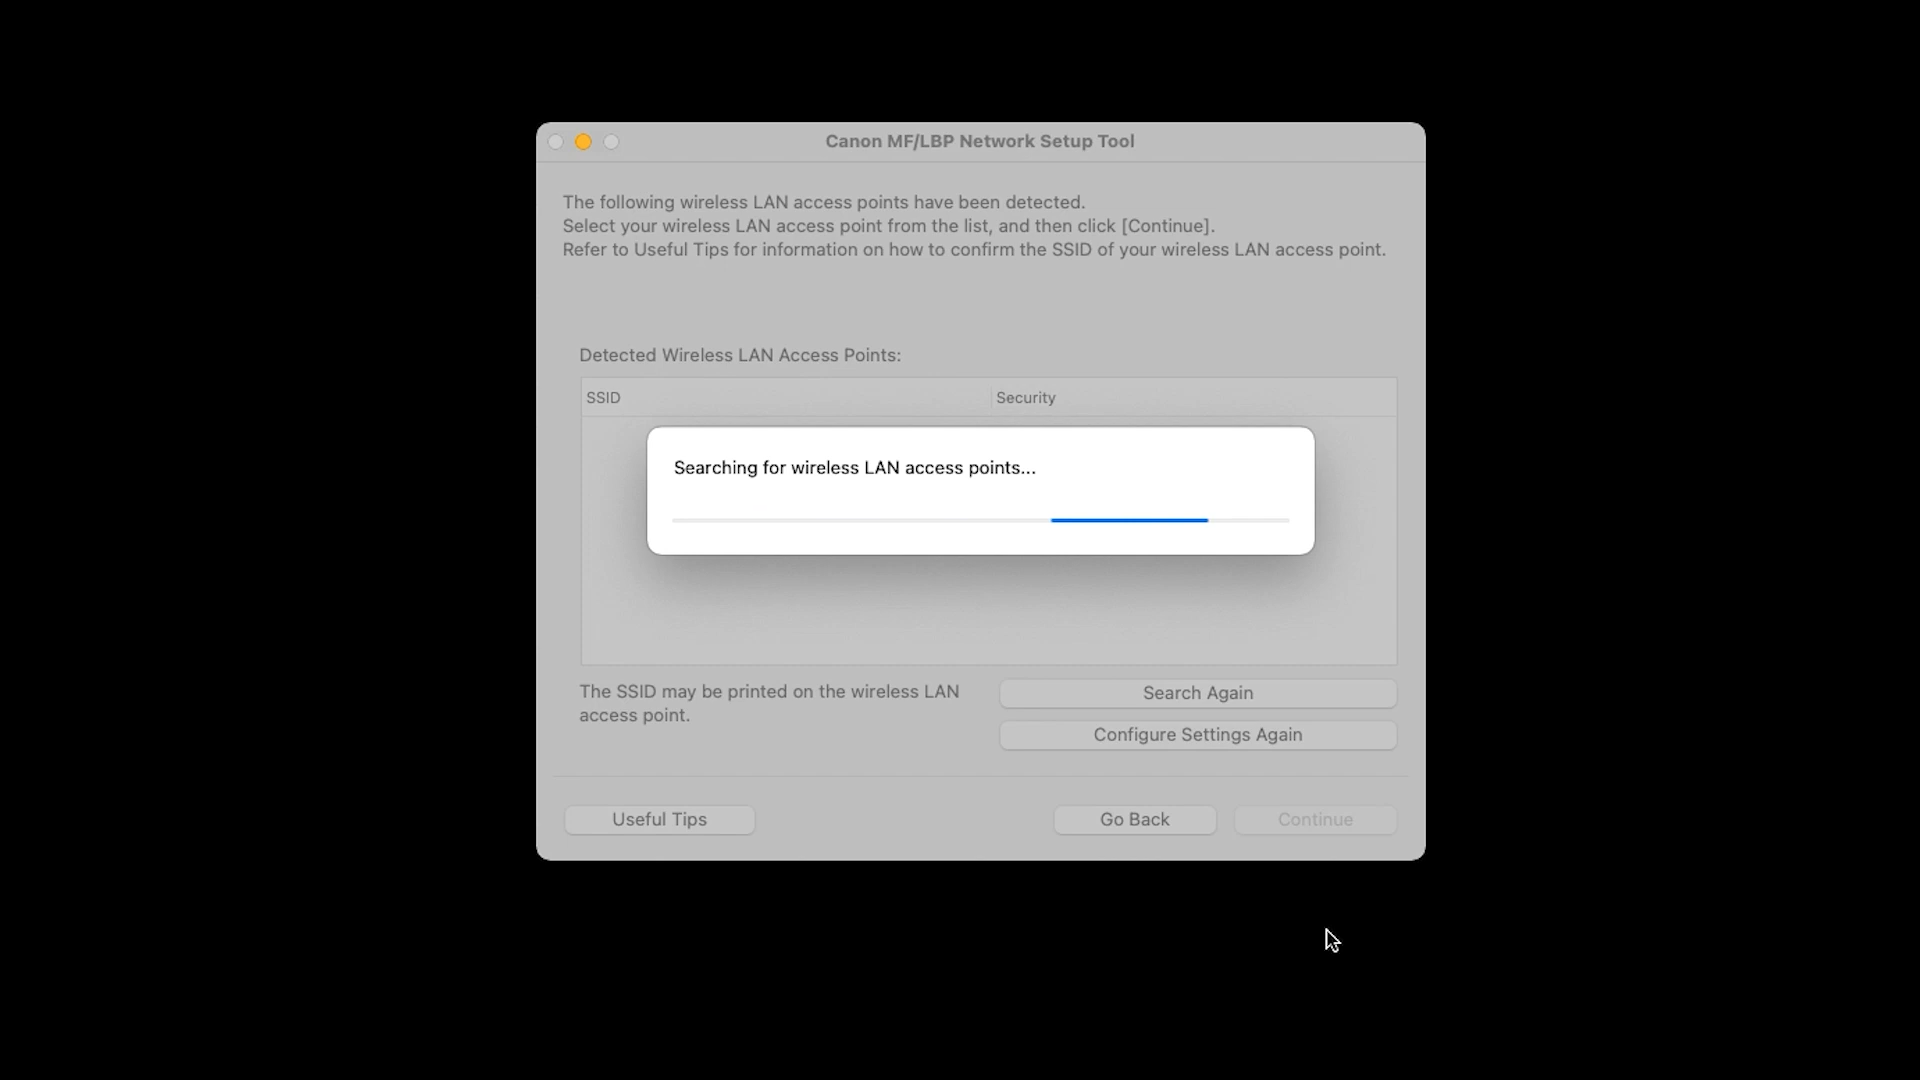 Canon MF/LBP Network Setup Tool
The following wireless LAN access points have been detected.
Select your wireless LAN access point from the list, and then click [Continue].
Refer to Useful Tips for information on how to confirm the SSID of your wireless LAN access point.
Detected Wireless LAN Access Points:
SSID Security
Searching for wireless LAN access points...
The SSID may be printed on the wireless LAN
access point.
Search Again
Configure Settings Again
Useful Tips Go Back Continue